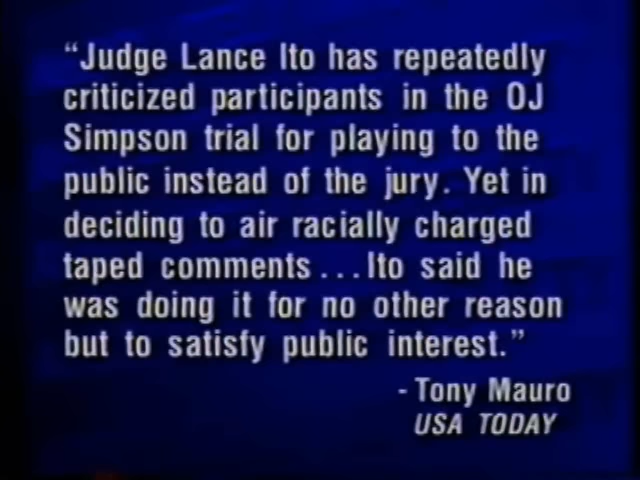 “Judge Lance Ito has repeatedly
criticized participants in the OJ
Simpson trial for playing to the
public instead of the jury. Yet in
deciding to air racially charged
taped comments...Ito said he
was doing it for no other reason
but to satisfy public interest.”
- Tony Mauro
USA TODAY